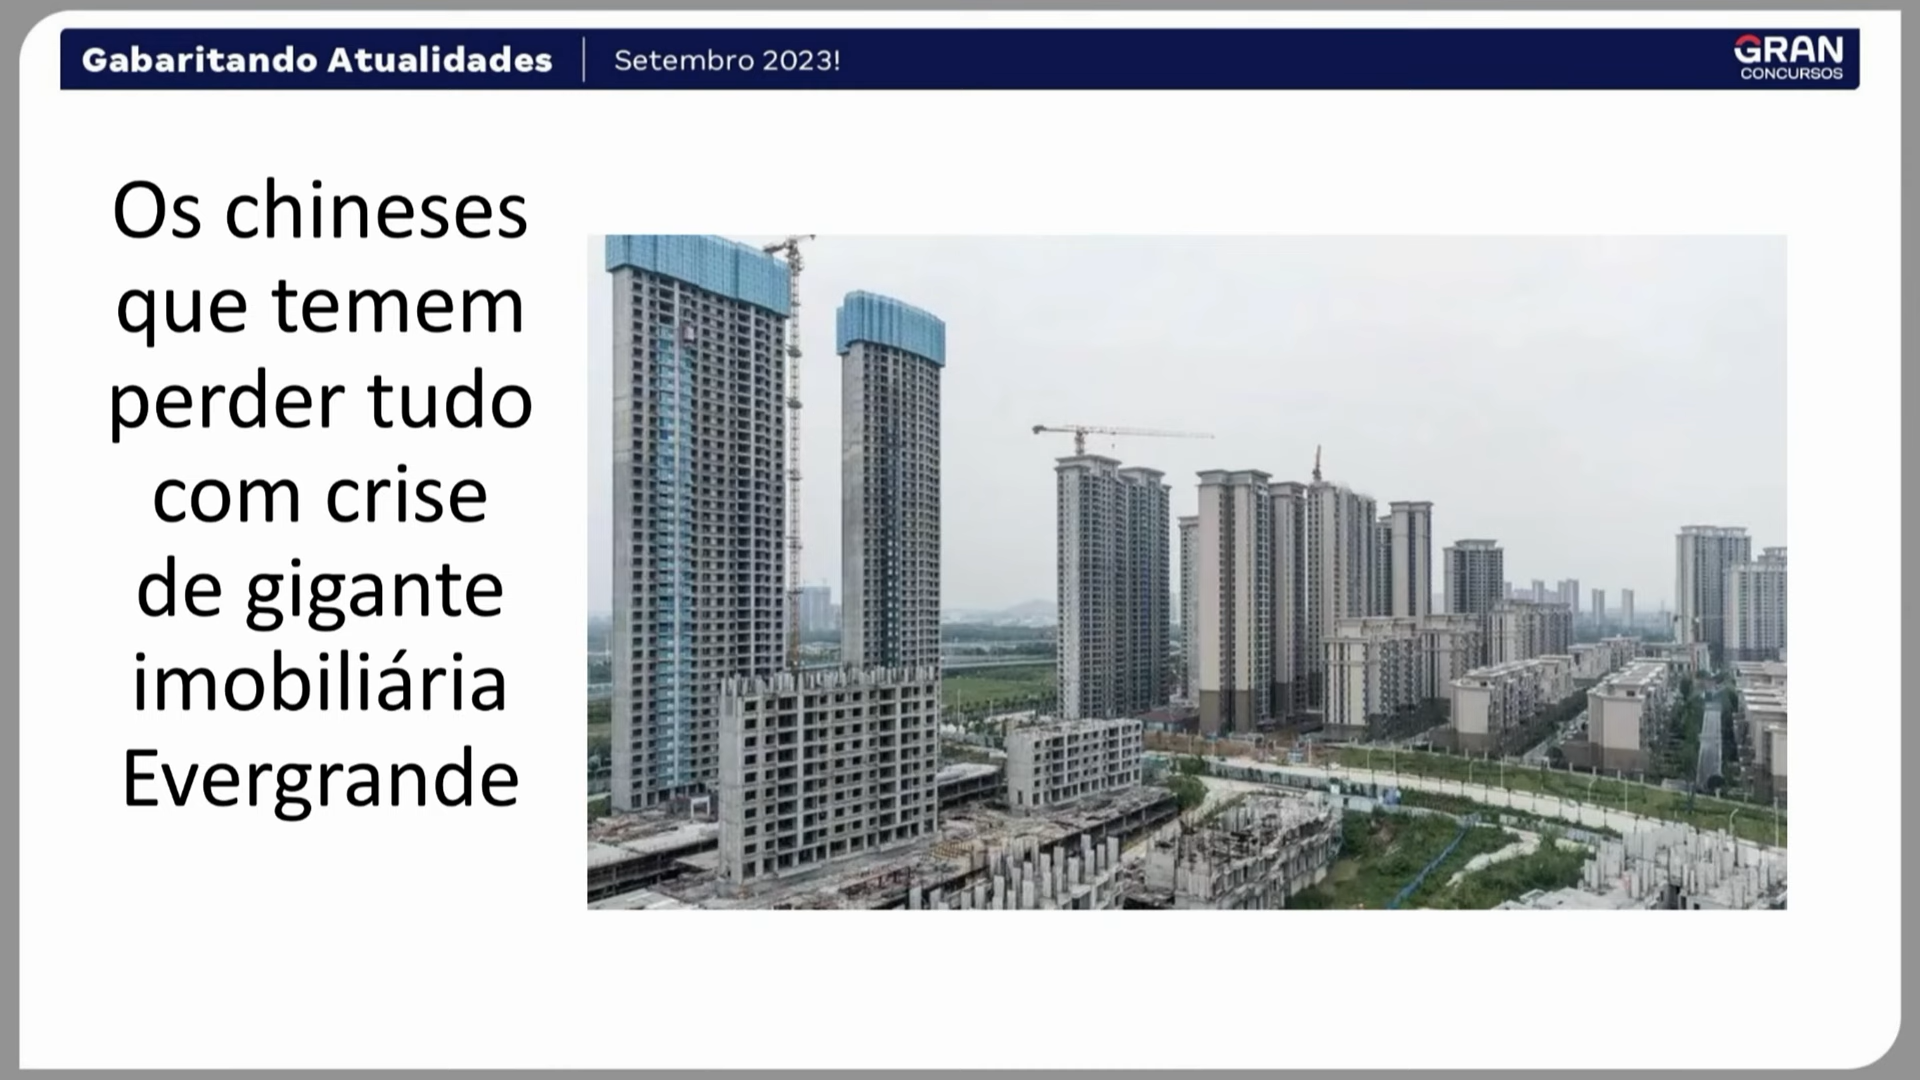 Gabaritando Atualidades
Setembro 2023!
GRAN
CONCURSOS
Os chineses
que temem
perder tudo
com crise
de gigante
imobiliária
Evergrande